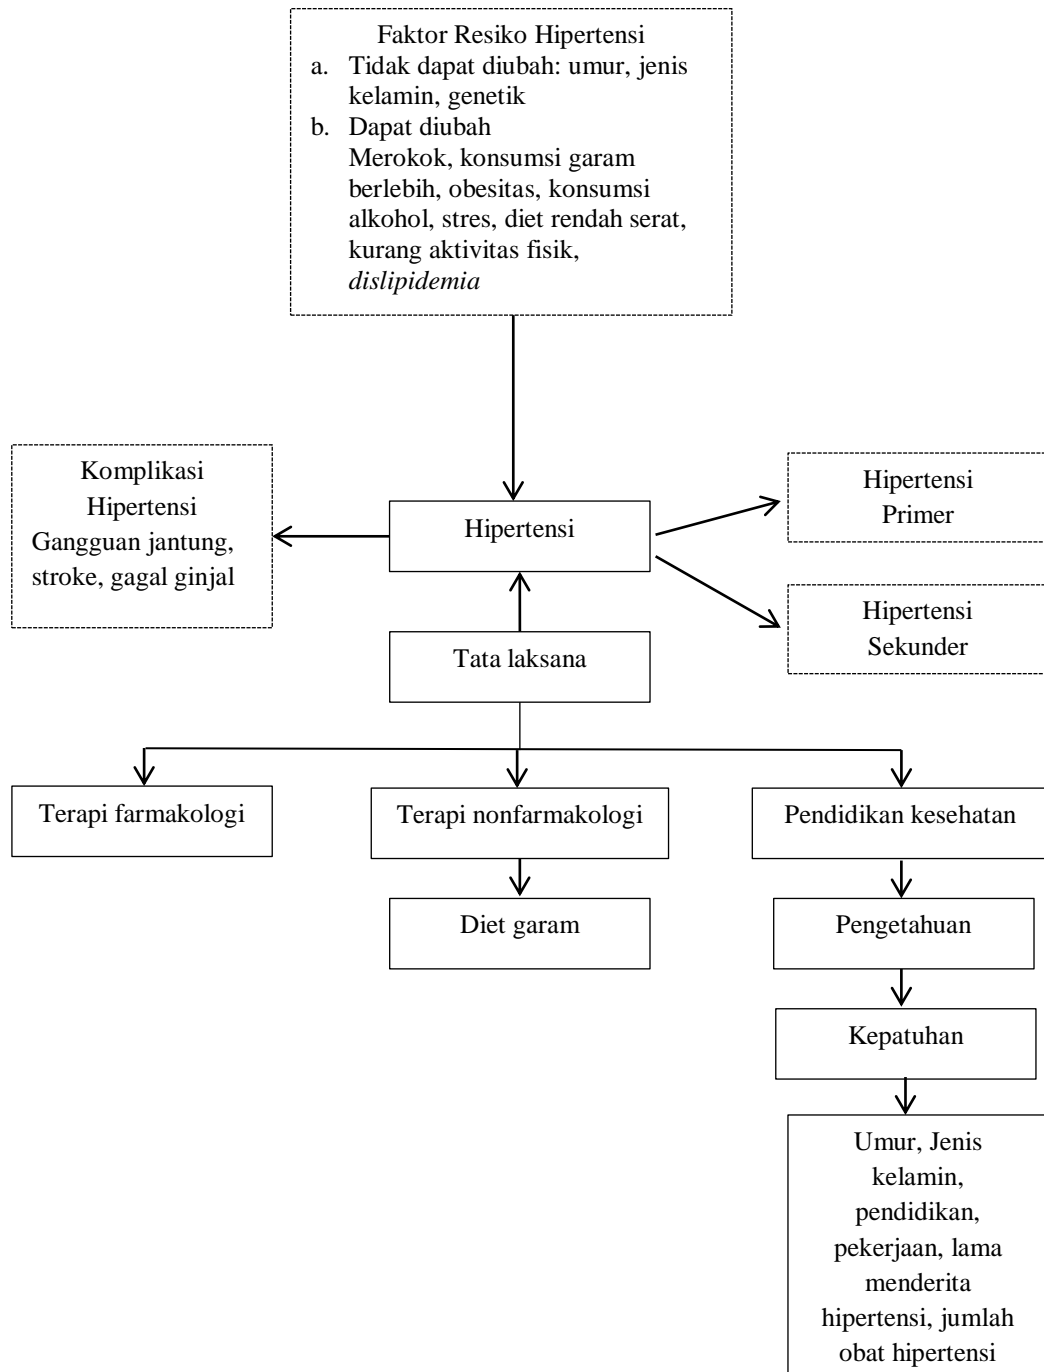 Faktor Resiko Hipertensi
a. Tidak dapat diubah: umur, jenis
kelamin, genetik
b. Dapat diubah
Merokok, konsumsi garam
berlebih, obesitas, konsumsi
alkohol, stres, diet rendah serat,
kurang aktivitas fisik,
dislipidemia
Komplikasi
Hipertensi
Gangguan jantung,
stroke, gagal ginjal
Hipertensi
Hipertensi
Primer
Hipertensi
Sekunder
Tata laksana
Terapi farmakologi
Terapi nonfarmakologi
Pendidikan kesehatan
Diet garam
Pengetahuan
Kepatuhan
Umur, Jenis
kelamin,
pendidikan,
pekerjaan, lama
menderita
hipertensi, jumlah
obat hipertensi